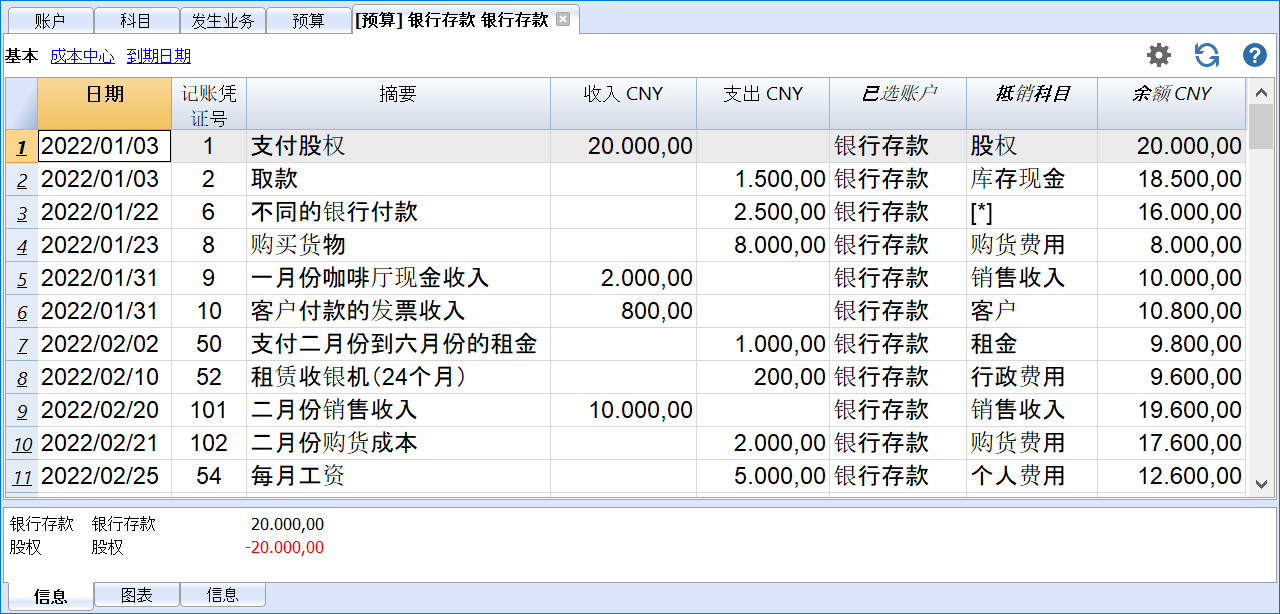 账户 科目 发生业务 预算 [预算] 银行存款 银行存款
基本 成本中心 到期日期
日期 记账凭证号 摘要 收入 CNY 支出 CNY 已选账户 抵销科目 余额 CNY
1 2022/01/03 1 支付股权 20.000,00 银行存款 股权 20.000,00
2 2022/01/03 2 取款 1.500,00 银行存款 库存现金 18.500,00
3 2022/01/22 6 不同的银行付款 2.500,00 银行存款 [*] 16.000,00
4 2022/01/23 8 购买货物 8.000,00 银行存款 购货费用 8.000,00
5 2022/01/31 9 一月份咖啡厅现金收入 2.000,00 银行存款 销售收入 10.000,00
6 2022/01/31 10 客户付款的发票收入 800,00 银行存款 客户 10.800,00
7 2022/02/02 50 支付二月份到六月份的租金 1.000,00 银行存款 租金 9.800,00
8 2022/02/10 52 租赁收银机(24个月) 200,00 银行存款 行政费用 9.600,00
9 2022/02/20 101 二月份销售收入 10.000,00 银行存款 销售收入 19.600,00
10 2022/02/21 102 二月份购货成本 2.000,00 银行存款 购货费用 17.600,00
11 2022/02/25 54 每月工资 5.000,00 银行存款 个人费用 12.600,00
银行存款 银行存款 20.000,00
股权 股权 -20.000,00
信息 图表 信息